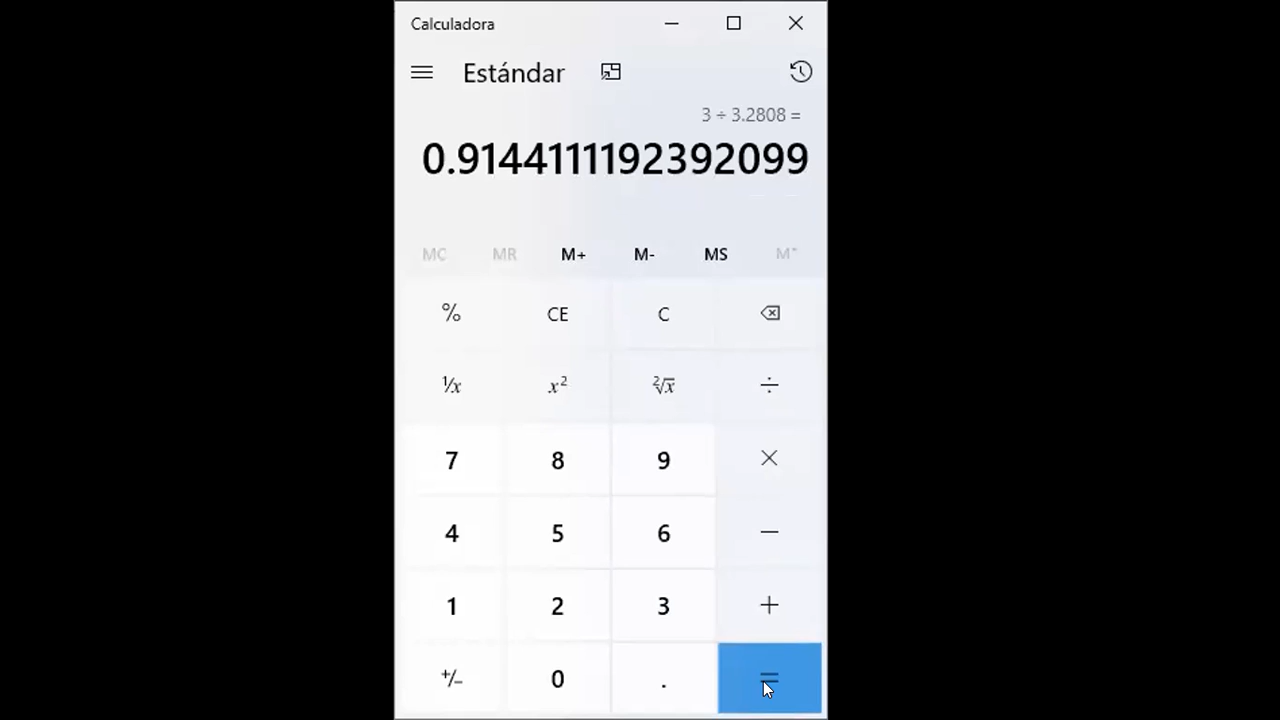 Calculadora
Estándar
3 ÷ 3.2808 =
0.9144111192392099
MC MR M+ M- MS M˅
% CE C
¹/x x² ²√x ÷
7 8 9 ×
4 5 6 −
1 2 3 +
+/− 0 . =